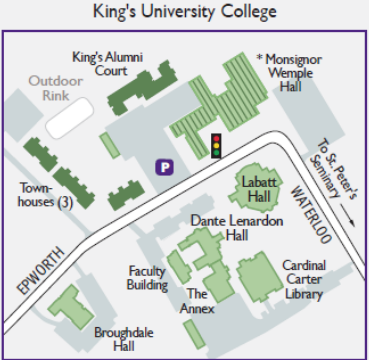 King's University College
King's Alumni
Court
* Monsignor
Wemple
Hall
Outdoor
Rink
P
To St. Peter's
Seminary
Town-
houses (3)
Labatt
Hall
WATERLOO
Dante Lenardon
Hall
EPWORTH
Faculty
Building
The
Annex
Cardinal
Carter
Library
Broughdale
Hall